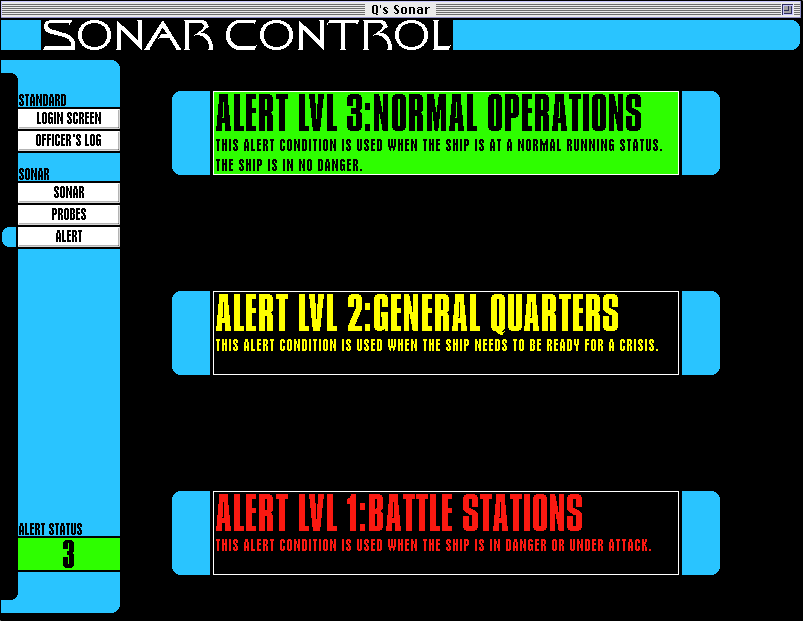 Q's Sonar
SONAR CONTROL
STANDARD
LOGIN SCREEN
OFFICER'S LOG
SONAR
SONAR
PROBES
ALERT
ALERT STATUS
3
ALERT LVL 3:NORMAL OPERATIONS
THIS ALERT CONDITION IS USED WHEN THE SHIP IS AT A NORMAL RUNNING STATUS.
THE SHIP IS IN NO DANGER.
ALERT LVL 2:GENERAL QUARTERS
THIS ALERT CONDITION IS USED WHEN THE SHIP NEEDS TO BE READY FOR A CRISIS.
ALERT LVL 1:BATTLE STATIONS
THIS ALERT CONDITION IS USED WHEN THE SHIP IS IN DANGER OR UNDER ATTACK.